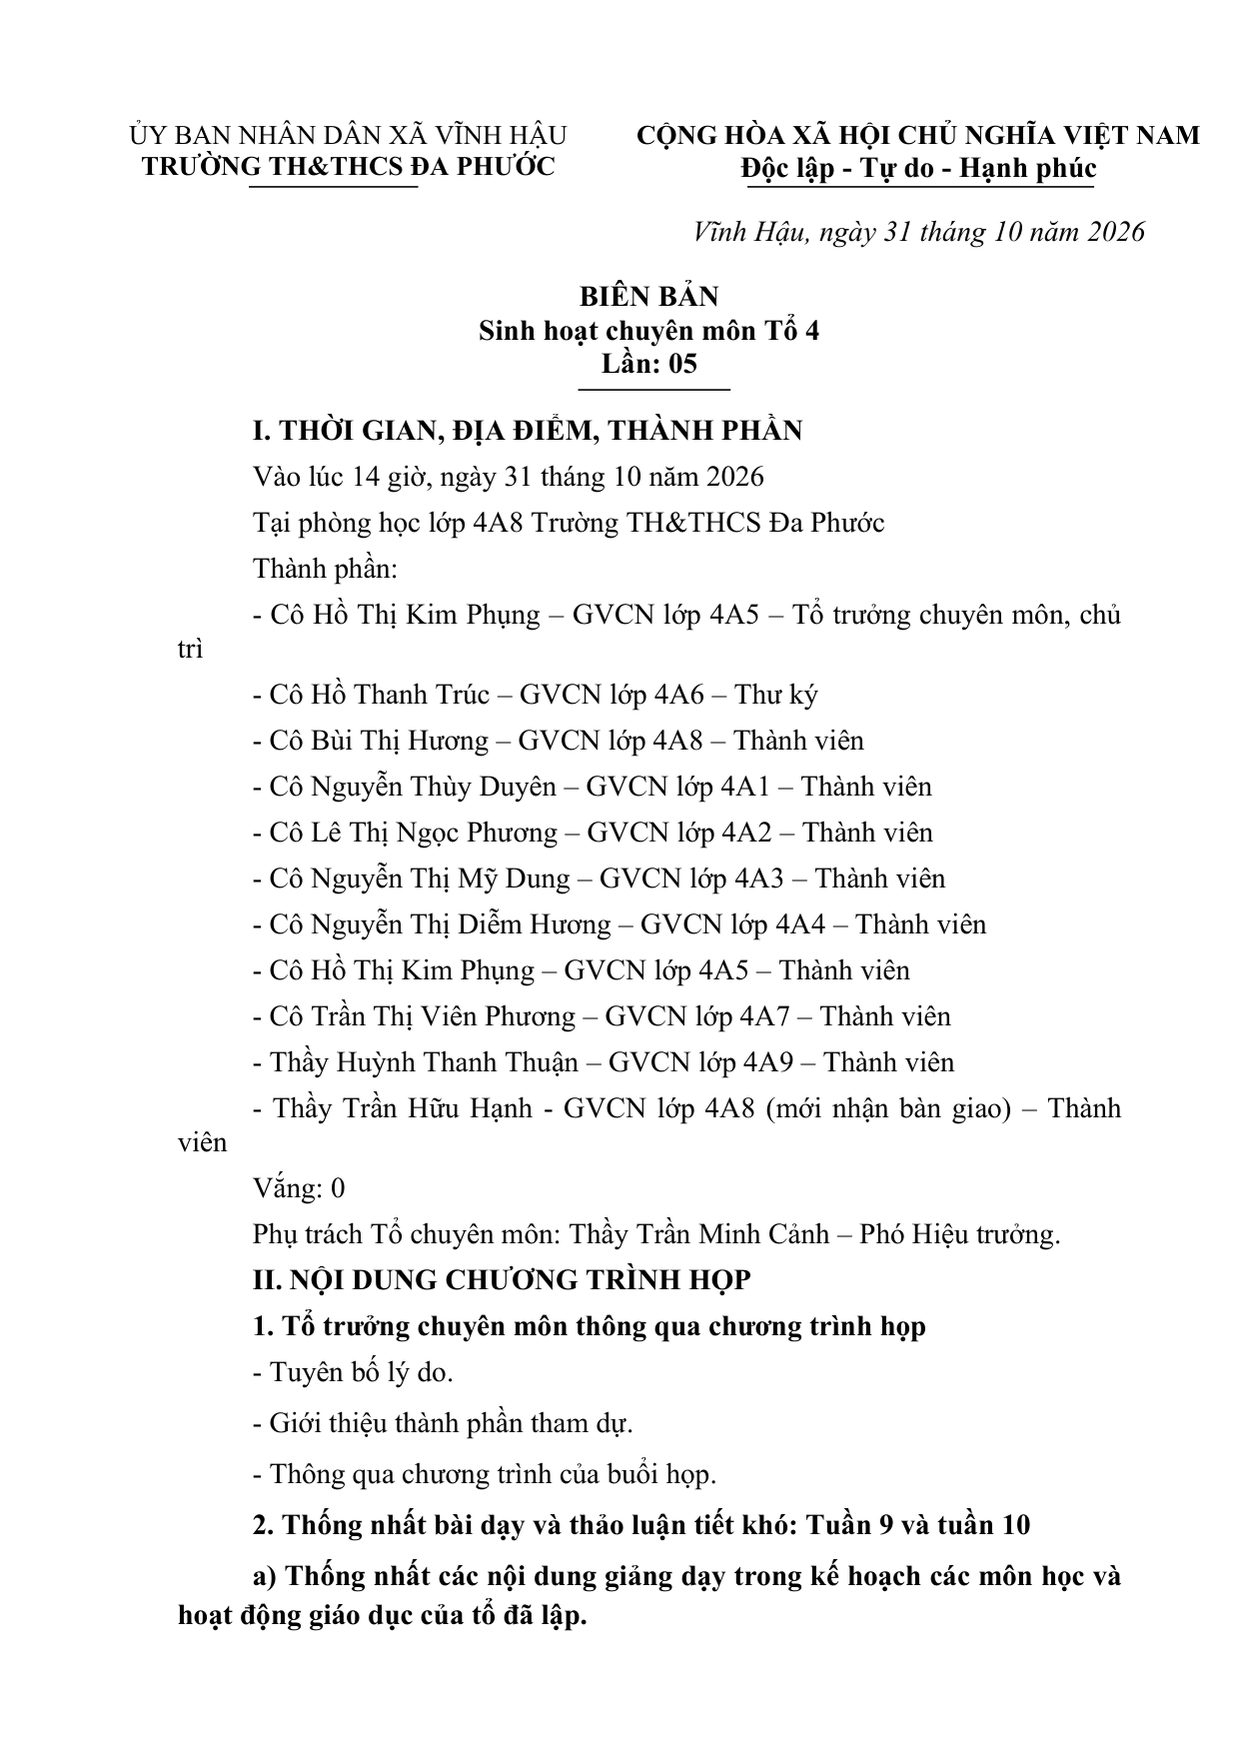 ỦY BAN NHÂN DÂN XÃ VĨNH HẬU
TRƯỜNG TH&THCS ĐA PHƯỚC
CỘNG HÒA XÃ HỘI CHỦ NGHĨA VIỆT NAM
Độc lập - Tự do - Hạnh phúc
Vĩnh Hậu, ngày 31 tháng 10 năm 2026
BIÊN BẢN
Sinh hoạt chuyên môn Tổ 4
Lần: 05
I. THỜI GIAN, ĐỊA ĐIỂM, THÀNH PHẦN
Vào lúc 14 giờ, ngày 31 tháng 10 năm 2026
Tại phòng học lớp 4A8 Trường TH&THCS Đa Phước
Thành phần:
- Cô Hồ Thị Kim Phụng – GVCN lớp 4A5 – Tổ trưởng chuyên môn, chủ
trì
- Cô Hồ Thanh Trúc – GVCN lớp 4A6 – Thư ký
- Cô Bùi Thị Hương – GVCN lớp 4A8 – Thành viên
- Cô Nguyễn Thùy Duyên – GVCN lớp 4A1 – Thành viên
- Cô Lê Thị Ngọc Phương – GVCN lớp 4A2 – Thành viên
- Cô Nguyễn Thị Mỹ Dung – GVCN lớp 4A3 – Thành viên
- Cô Nguyễn Thị Diễm Hương – GVCN lớp 4A4 – Thành viên
- Cô Hồ Thị Kim Phụng – GVCN lớp 4A5 – Thành viên
- Cô Trần Thị Viên Phương – GVCN lớp 4A7 – Thành viên
- Thầy Huỳnh Thanh Thuận – GVCN lớp 4A9 – Thành viên
- Thầy Trần Hữu Hạnh - GVCN lớp 4A8 (mới nhận bàn giao) – Thành
viên
Vắng: 0
Phụ trách Tổ chuyên môn: Thầy Trần Minh Cảnh – Phó Hiệu trưởng.
II. NỘI DUNG CHƯƠNG TRÌNH HỌP
1. Tổ trưởng chuyên môn thông qua chương trình họp
- Tuyên bố lý do.
- Giới thiệu thành phần tham dự.
- Thông qua chương trình của buổi họp.
2. Thống nhất bài dạy và thảo luận tiết khó: Tuần 9 và tuần 10
a) Thống nhất các nội dung giảng dạy trong kế hoạch các môn học và
hoạt động giáo dục của tổ đã lập.